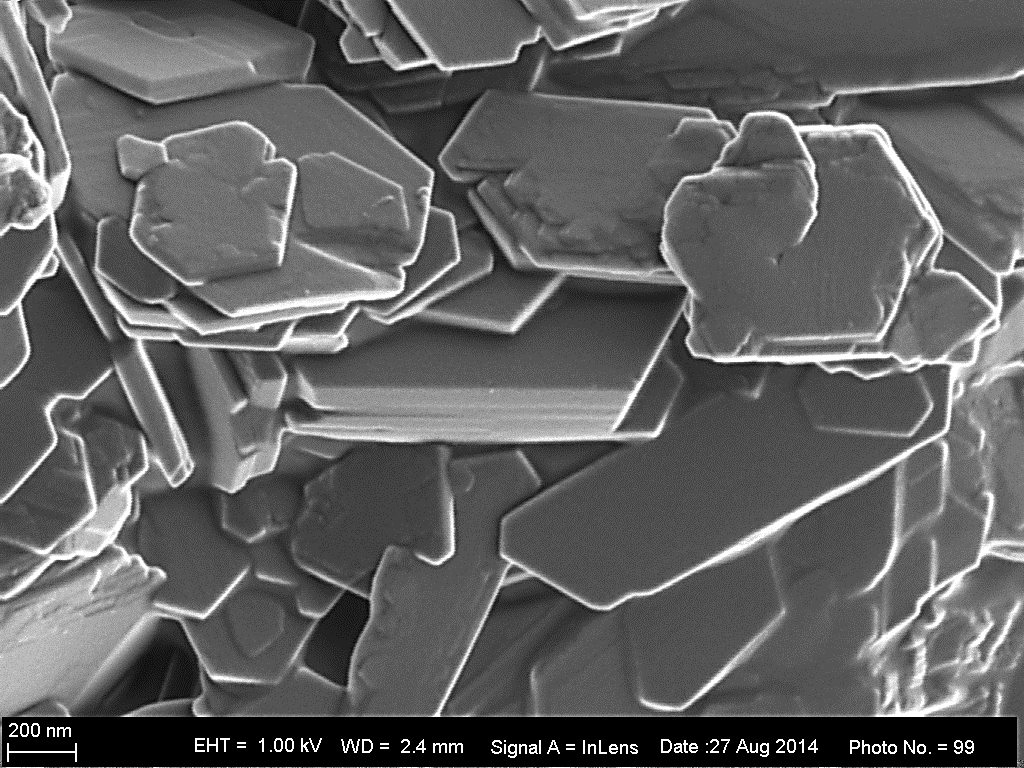 200 nm
EHT = 1.00 kV WD = 2.4 mm Signal A = InLens Date :27 Aug 2014 Photo No. = 99